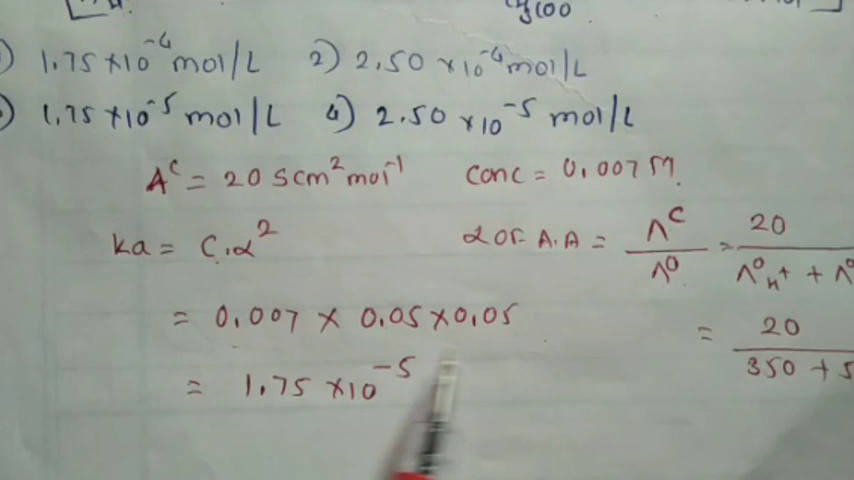 1.75×10⁻⁴ mol/L 2) 2.50 ×10⁻⁴ mol/L
1.75 ×10⁻⁵ mol/L 4) 2.50 ×10⁻⁵ mol/L
Λᶜ = 20 Scm² mol⁻¹ conc = 0.007 M.
ka = C.α² α of A.A = Λᶜ/Λ⁰ = 20/Λ⁰H⁺ + Λ⁰
= 0.007 × 0.05 × 0.05 = 20/350 + 5
= 1.75 ×10⁻⁵